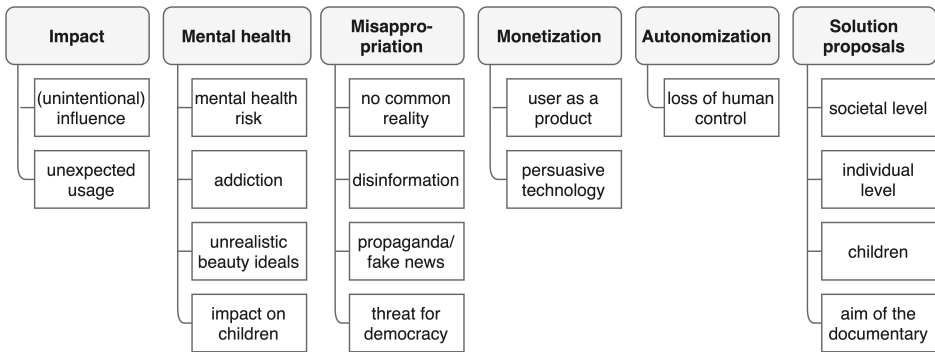 Impact
(unintentional)
influence
unexpected
usage
Mental health
mental health
risk
addiction
unrealistic
beauty ideals
impact on
children
Misappro-
priation
no common
reality
disinformation
propaganda/
fake news
threat for
democracy
Monetization
user as a
product
persuasive
technology
Autonomization
loss of human
control
Solution
proposals
societal level
individual
level
children
aim of the
documentary